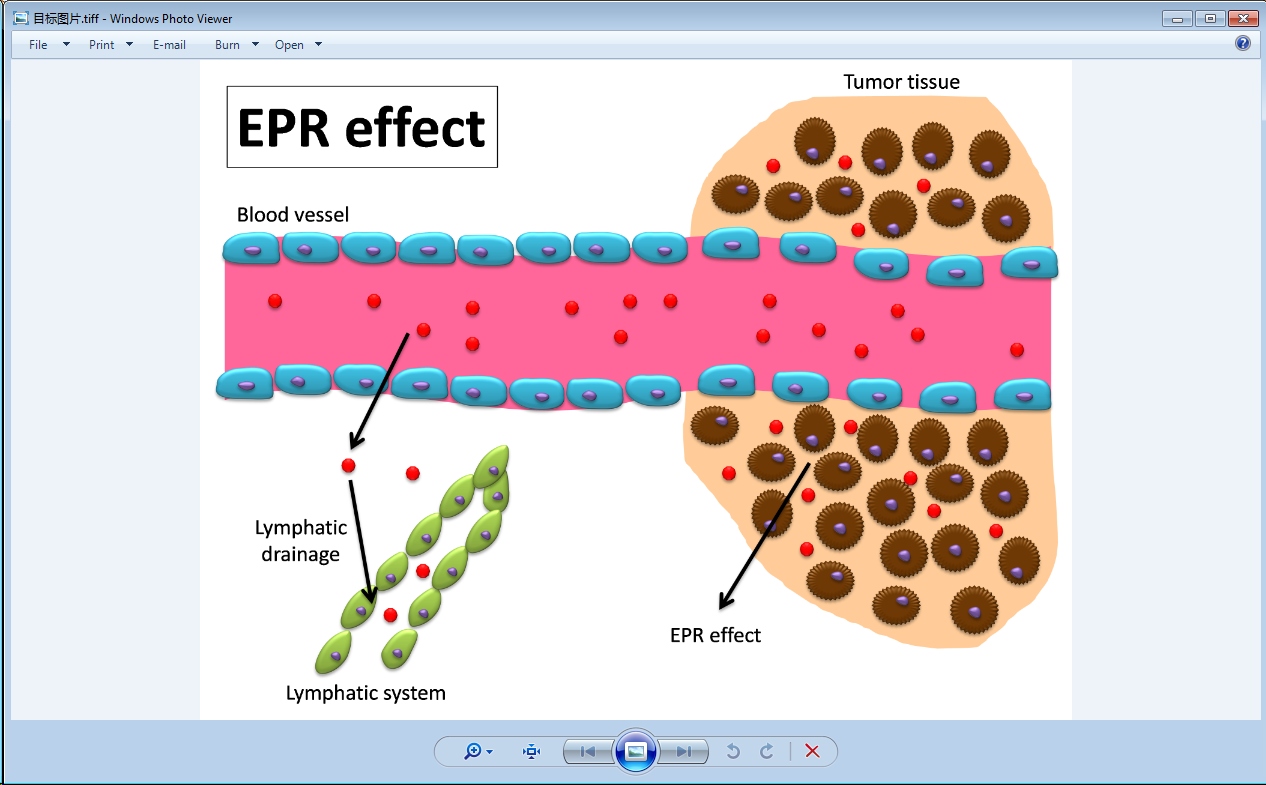 目标图片.tiff - Windows Photo Viewer
File Print E-mail Burn Open
Tumor tissue
EPR effect
Blood vessel
Lymphatic
drainage
EPR effect
Lymphatic system